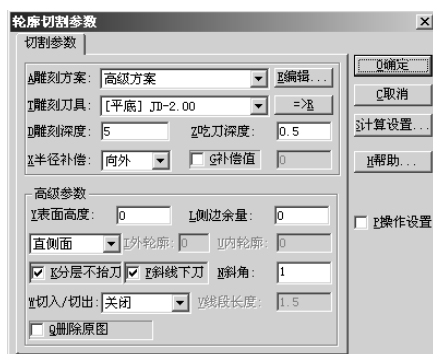 轮廓切割参数
切割参数
A雕刻方案: 高级方案 E编辑...
T雕刻刀具: [平底] JD-2.00 =>R
D雕刻深度: 5 Z吃刀深度: 0.5
X半径补偿: 向外 G补偿值 0
高级参数
Y表面高度: 0 L侧边余量: 0
直侧面 I外轮廓: 0 U内轮廓: 0
K分层不抬刀 F斜线下刀 N斜角: 1
W切入/切出: 关闭 V线段长度: 1.5
Q删除原图
O确定
C取消
S计算设置...
H帮助...
P操作设置